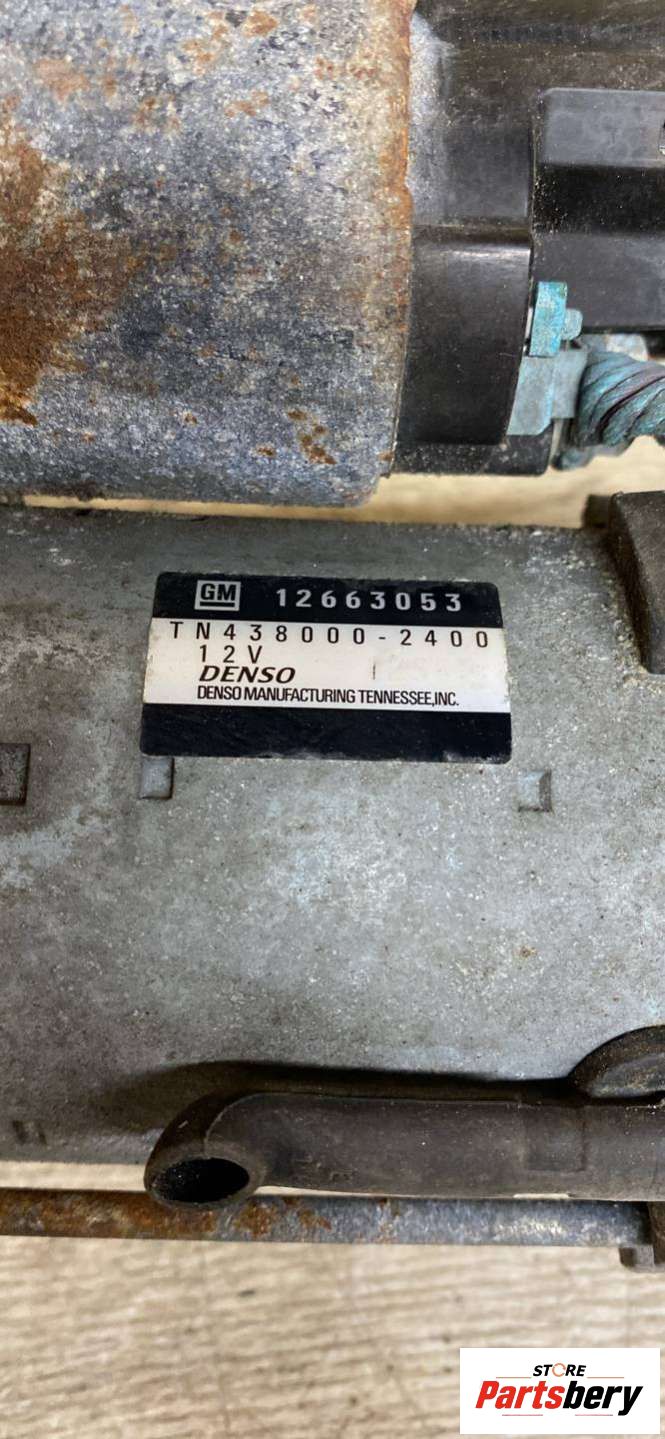 GM 12663053
TN438000-2400
12V
DENSO
DENSO MANUFACTURING TENNESSEE,INC.
STORE
Partsbery